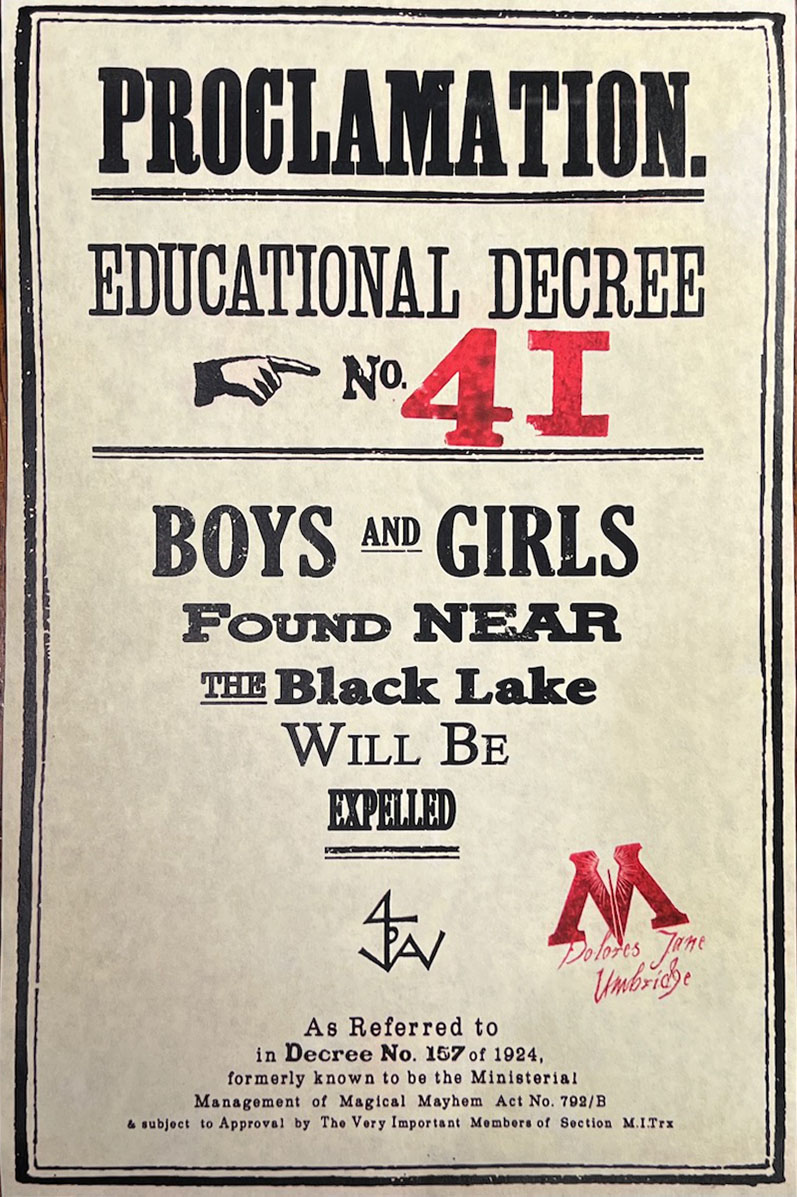 PROCLAMATION.
EDUCATIONAL DECREE
No. 41
BOYS AND GIRLS
FOUND NEAR
THE Black Lake
WILL BE
EXPELLED
M
Dolores Jane
Umbridge
As Referred to
in Decree No. 157 of 1924,
formerly known to be the Ministerial
Management of Magical Mayhem Act No. 792/B
& subject to Approval by The Very Important Members of Section M.I.Trx